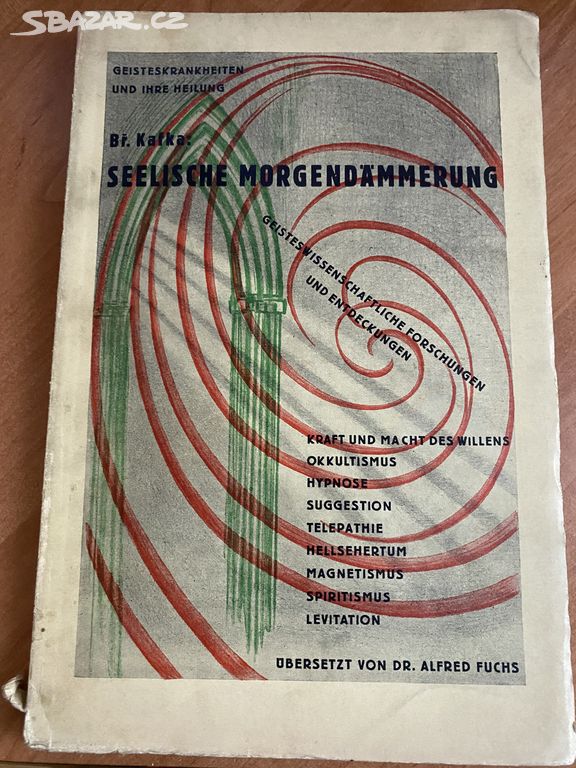 SBAZAR.CZ
GEISTESKRANKHEITEN
UND IHRE HEILUNG
Bř. Kafka:
SEELISCHE MORGENDÄMMERUNG
GEISTESWISSENSCHAFTLICHE FORSCHUNGEN
UND ENTDECKUNGEN
KRAFT UND MACHT DES WILLENS
OKKULTISMUS
HYPNOSE
SUGGESTION
TELEPATHIE
HELLSEHERTUM
MAGNETISMUS
SPIRITISMUS
LEVITATION
ÜBERSETZT VON DR. ALFRED FUCHS